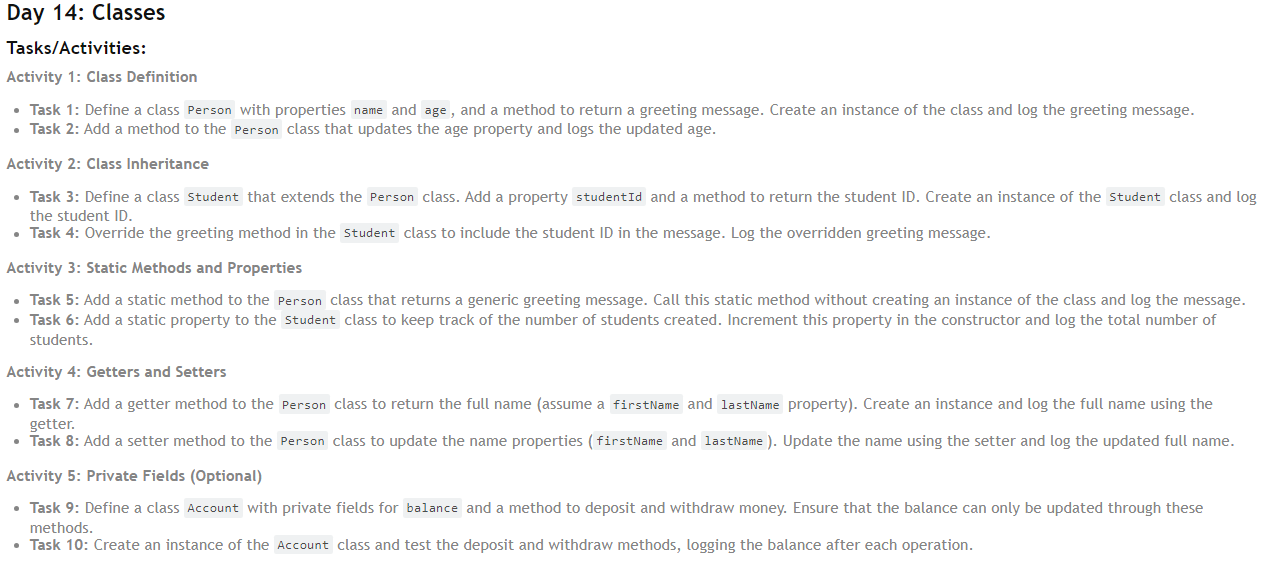 Day 14: Classes
Tasks/Activities:
Activity 1: Class Definition
• Task 1: Define a class Person with properties name and age, and a method to return a greeting message. Create an instance of the class and log the greeting message.
• Task 2: Add a method to the Person class that updates the age property and logs the updated age.
Activity 2: Class Inheritance
• Task 3: Define a class Student that extends the Person class. Add a property studentId and a method to return the student ID. Create an instance of the Student class and log
the student ID.
• Task 4: Override the greeting method in the Student class to include the student ID in the message. Log the overridden greeting message.
Activity 3: Static Methods and Properties
• Task 5: Add a static method to the Person class that returns a generic greeting message. Call this static method without creating an instance of the class and log the message.
• Task 6: Add a static property to the Student class to keep track of the number of students created. Increment this property in the constructor and log the total number of
students.
Activity 4: Getters and Setters
• Task 7: Add a getter method to the Person class to return the full name (assume a firstName and lastName property). Create an instance and log the full name using the
getter.
• Task 8: Add a setter method to the Person class to update the name properties (firstName and lastName). Update the name using the setter and log the updated full name.
Activity 5: Private Fields (Optional)
• Task 9: Define a class Account with private fields for balance and a method to deposit and withdraw money. Ensure that the balance can only be updated through these
methods.
• Task 10: Create an instance of the Account class and test the deposit and withdraw methods, logging the balance after each operation.